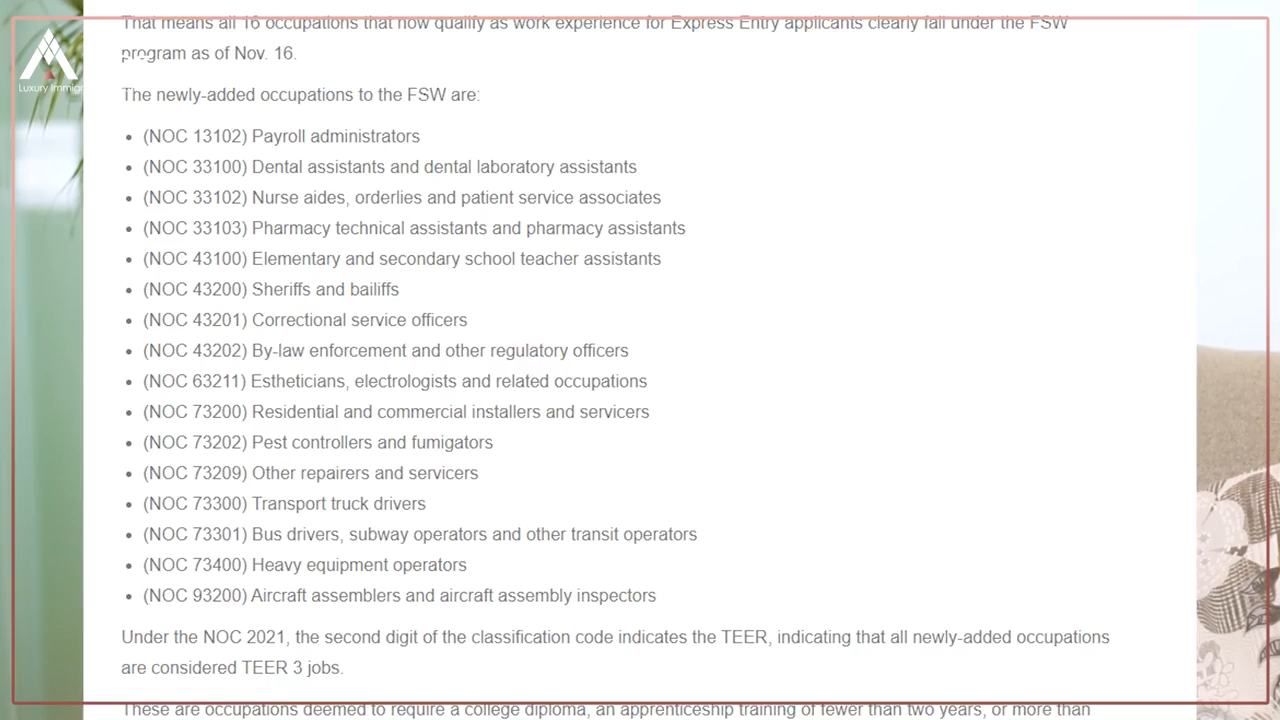 That means all 16 occupations that now qualify as work experience for Express Entry applicants clearly fall under the FSW
program as of Nov. 16.
Luxury Immigr
The newly-added occupations to the FSW are:
• (NOC 13102) Payroll administrators
• (NOC 33100) Dental assistants and dental laboratory assistants
• (NOC 33102) Nurse aides, orderlies and patient service associates
• (NOC 33103) Pharmacy technical assistants and pharmacy assistants
• (NOC 43100) Elementary and secondary school teacher assistants
• (NOC 43200) Sheriffs and bailiffs
• (NOC 43201) Correctional service officers
• (NOC 43202) By-law enforcement and other regulatory officers
• (NOC 63211) Estheticians, electrologists and related occupations
• (NOC 73200) Residential and commercial installers and servicers
• (NOC 73202) Pest controllers and fumigators
• (NOC 73209) Other repairers and servicers
• (NOC 73300) Transport truck drivers
• (NOC 73301) Bus drivers, subway operators and other transit operators
• (NOC 73400) Heavy equipment operators
• (NOC 93200) Aircraft assemblers and aircraft assembly inspectors
Under the NOC 2021, the second digit of the classification code indicates the TEER, indicating that all newly-added occupations
are considered TEER 3 jobs.
These are occupations deemed to require a college diploma, an apprenticeship training of fewer than two years, or more than